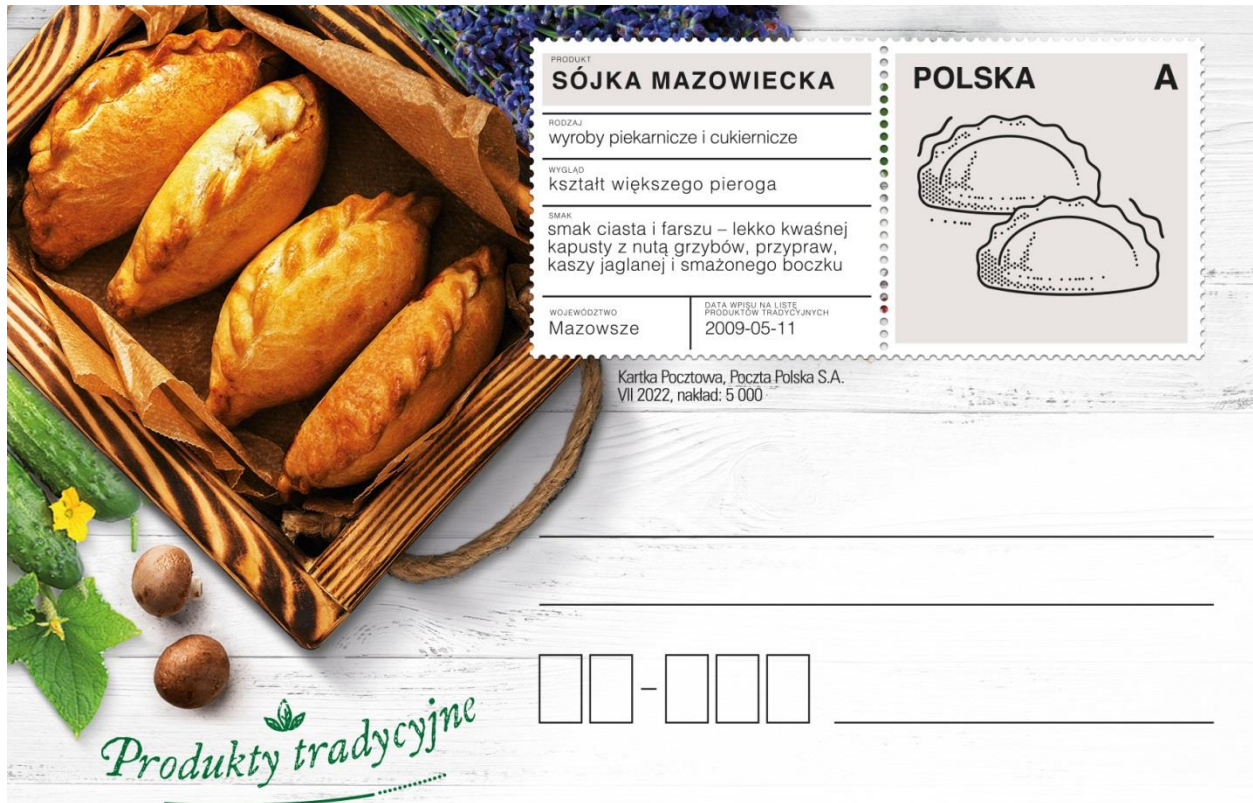 PRODUKT
SÓJKA MAZOWIECKA
RODZAJ
wyroby piekarnicze i cukiernicze
WYGLĄD
kształt większego pieroga
SMAK
smak ciasta i farszu – lekko kwaśnej
kapusty z nutą grzybów, przypraw,
kaszy jaglanej i smażonego boczku
WOJEWÓDZTWO
Mazowsze
DATA WPISU NA LISTĘ
PRODUKTÓW TRADYCYJNYCH
2009-05-11
POLSKA A
Kartka Pocztowa, Poczta Polska S.A.
VII 2022, nakład: 5 000
Produkty tradycyjne